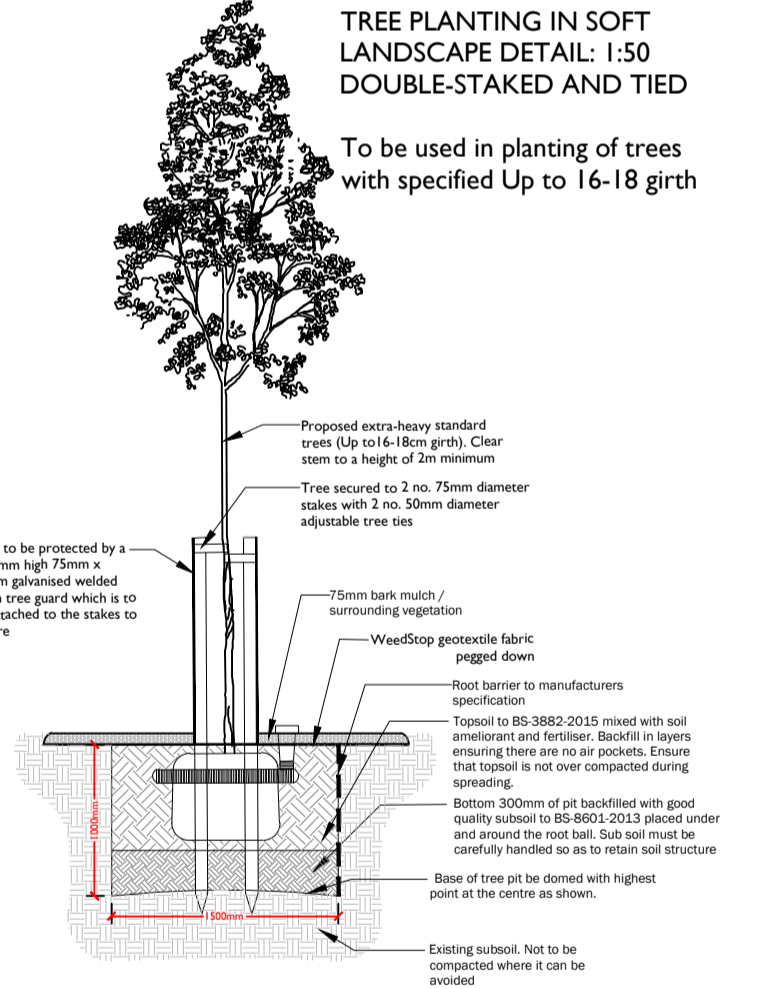 TREE PLANTING IN SOFT
LANDSCAPE DETAIL: 1:50
DOUBLE-STAKED AND TIED
To be used in planting of trees
with specified Up to 16-18 girth
Proposed extra-heavy standard
trees (Up to16-18cm girth). Clear
stem to a height of 2m minimum
Tree secured to 2 no. 75mm diameter
stakes with 2 no. 50mm diameter
adjustable tree ties
to be protected by a
mm high 75mm x
galvanised welded
tree guard which is to
tached to the stakes to
re
75mm bark mulch /
surrounding vegetation
WeedStop geotextile fabric
pegged down
Root barrier to manufacturers
specification
Topsoil to BS-3882-2015 mixed with soil
ameliorant and fertiliser. Backfill in layers
ensuring there are no air pockets. Ensure
that topsoil is not over compacted during
spreading.
Bottom 300mm of pit backfilled with good
quality subsoil to BS-8601-2013 placed under
and around the root ball. Sub soil must be
carefully handled so as to retain soil structure
Base of tree pit be domed with highest
point at the centre as shown.
1000mm
1500mm
Existing subsoil. Not to be
compacted where it can be
avoided